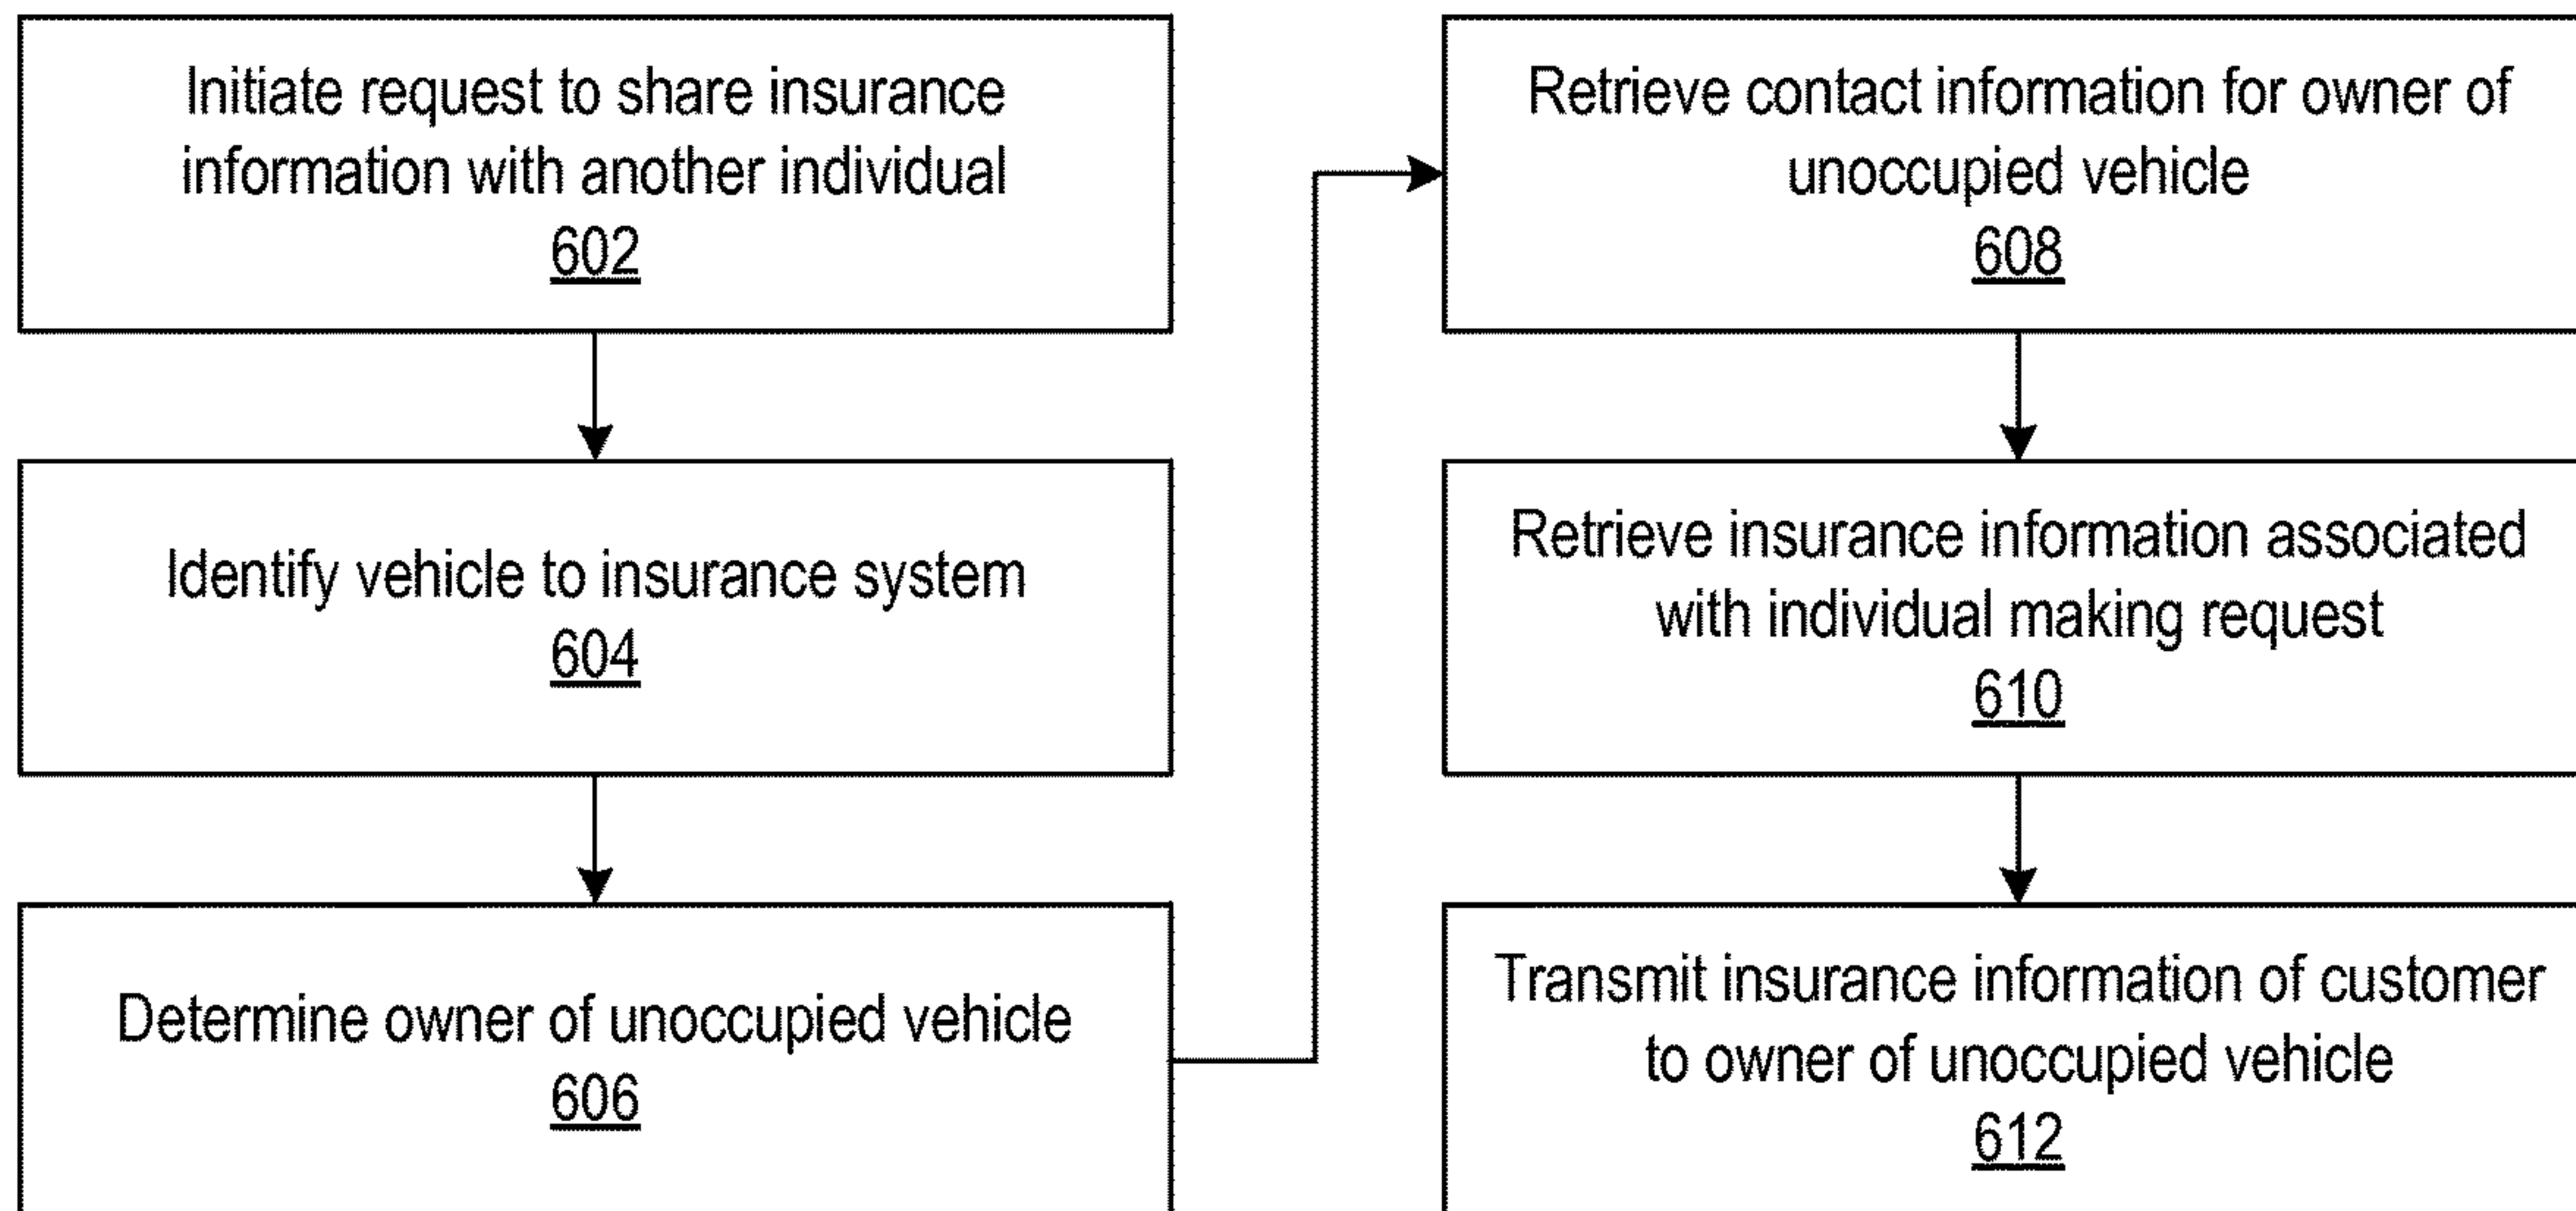 Initiate request to share insurance
information with another individual
602
Identify vehicle to insurance system
604
Determine owner of unoccupied vehicle
606
Retrieve contact information for owner of
unoccupied vehicle
608
Retrieve insurance information associated
with individual making request
610
Transmit insurance information of customer
to owner of unoccupied vehicle
612